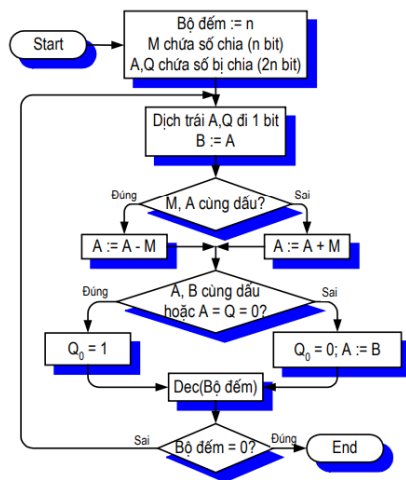 Start
Bộ đếm := n
M chứa số chia (n bit)
A,Q chứa số bị chia (2n bit)
Dịch trái A,Q đi 1 bit
B := A
M, A cùng dấu?
Đúng
Sai
A := A - M
A := A + M
A, B cùng dấu
hoặc A = Q = 0?
Đúng
Sai
Q₀ = 1
Q₀ = 0; A := B
Dec(Bộ đếm)
Bộ đếm = 0?
Sai
Đúng
End